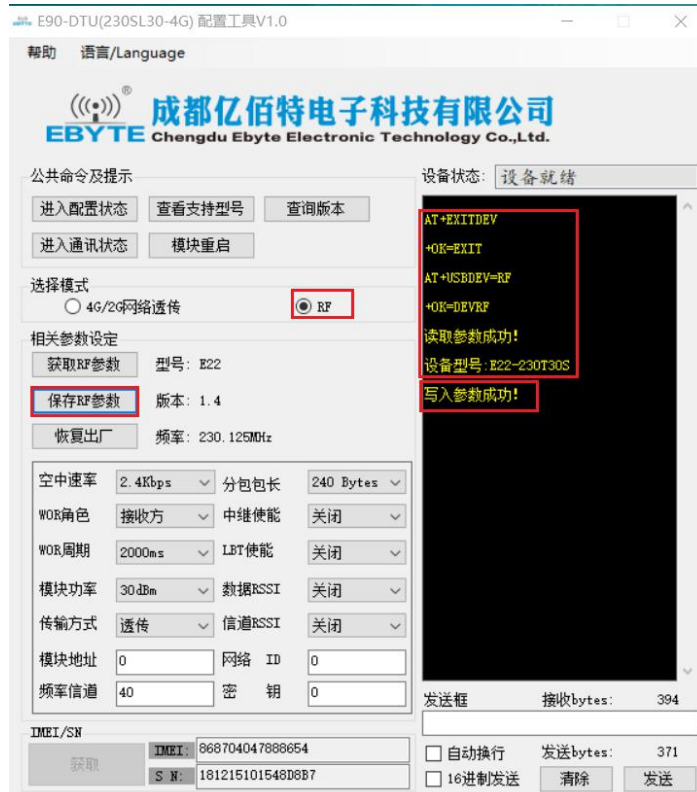 E90-DTU(230SL30-4G) 配置工具V1.0
帮助 语言/Language
EBYTE ®
成都亿佰特电子科技有限公司
Chengdu Ebyte Electronic Technology Co.,Ltd.
公共命令及提示
进入配置状态 查看支持型号 查询版本
进入通讯状态 模块重启
选择模式
4G/2G网络透传 RF
相关参数设定
获取RF参数 型号: E22
保存RF参数 版本: 1.4
恢复出厂 频率: 230.125MHz
空中速率 2.4Kbps 分包包长 240 Bytes
WOR角色 接收方 中继使能 关闭
WOR周期 2000ms LBT使能 关闭
模块功率 30dBm 数据RSSI 关闭
传输方式 透传 信道RSSI 关闭
模块地址 0 网络 ID 0
频率信道 40 密 钥 0
IMEI/SN
获取
IMEI: 868704047888654
S N: 181215101548D8B7
设备状态: 设备就绪
AT+EXITDEV
+OK=EXIT
AT+USBDEV=RF
+OK=DEVRF
读取参数成功!
设备型号:E22-230T30S
写入参数成功!
发送框 接收bytes: 394
自动换行 发送bytes: 371
16进制发送 清除 发送